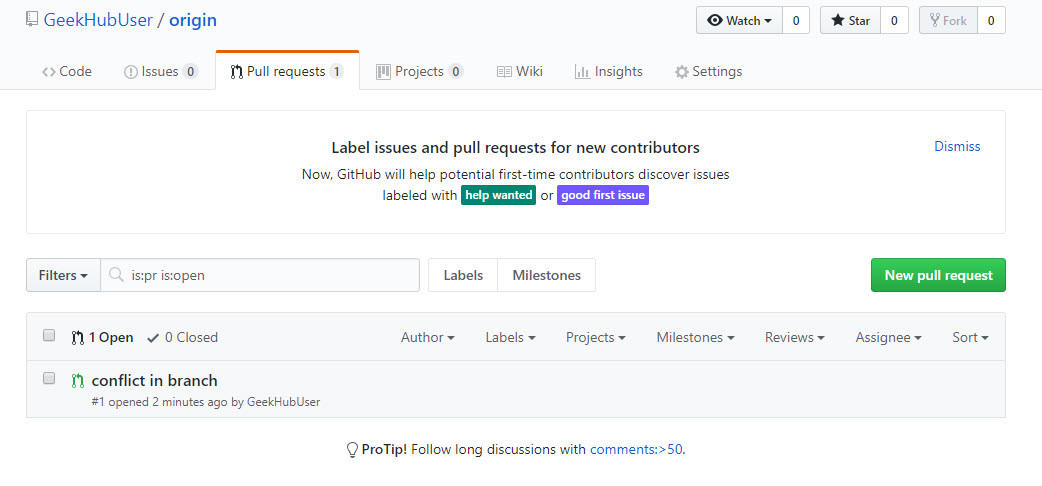 GeekHubUser / origin
Watch 0 Star 0 Fork 0
Code Issues 0 Pull requests 1 Projects 0 Wiki Insights Settings
Label issues and pull requests for new contributors
Dismiss
Now, GitHub will help potential first-time contributors discover issues
labeled with help wanted or good first issue
Filters is:pr is:open Labels Milestones New pull request
1 Open 0 Closed Author Labels Projects Milestones Reviews Assignee Sort
conflict in branch
#1 opened 2 minutes ago by GeekHubUser
ProTip! Follow long discussions with comments:>50.